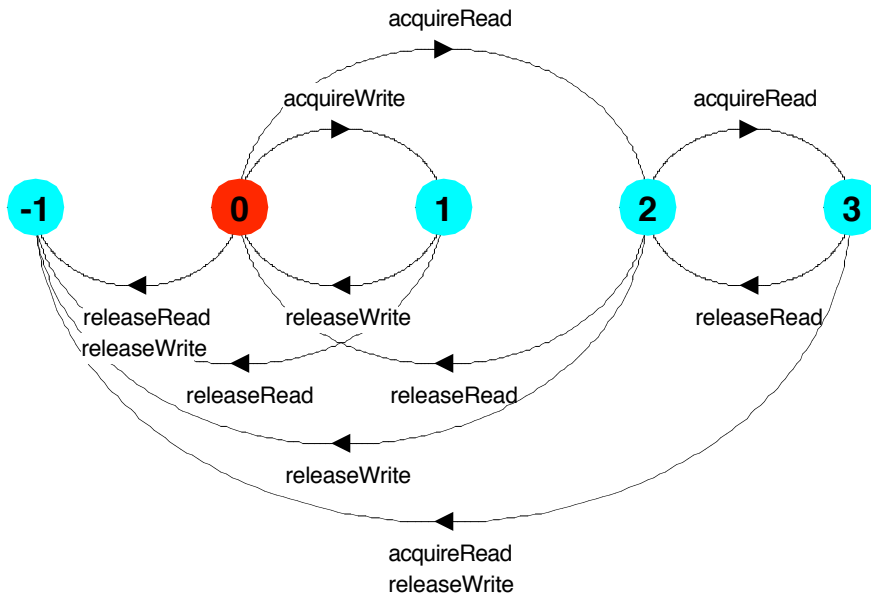 acquireRead
acquireWrite
acquireRead
-1
0
1
2
3
releaseRead
releaseWrite
releaseWrite
releaseRead
releaseRead
releaseRead
releaseWrite
acquireRead
releaseWrite